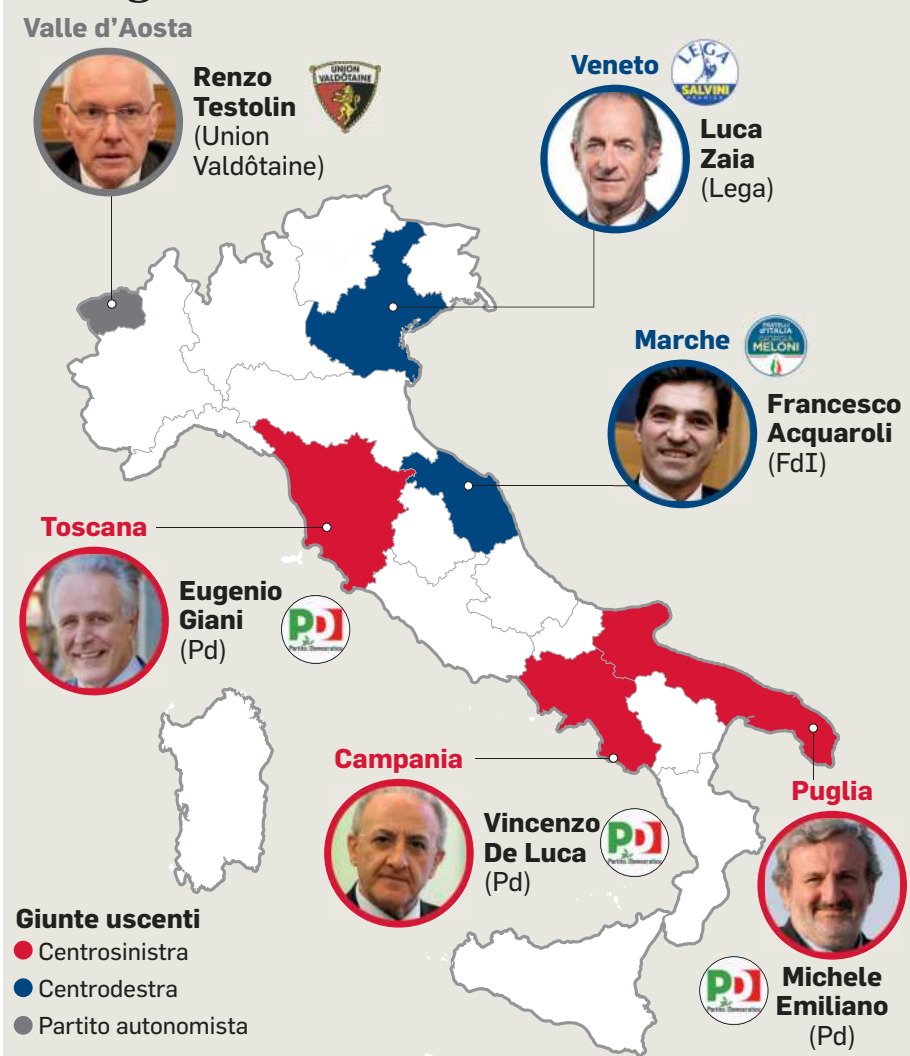 Valle d'Aosta
Renzo
Testolin
(Union
Valdôtaine)
UNION
VALDÔTAINE
Veneto
LEGA
SALVINI
PREMIER
Luca
Zaia
(Lega)
Marche
FRATELLI
d'ITALIA
GIORGIA
MELONI
Francesco
Acquaroli
(FdI)
Toscana
Eugenio
Giani
(Pd)
PD
Partito Democratico
Campania
Vincenzo
De Luca
(Pd)
PD
Partito Democratico
Puglia
PD
Partito Democratico
Michele
Emiliano
(Pd)
Giunte uscenti
Centrosinistra
Centrodestra
Partito autonomista